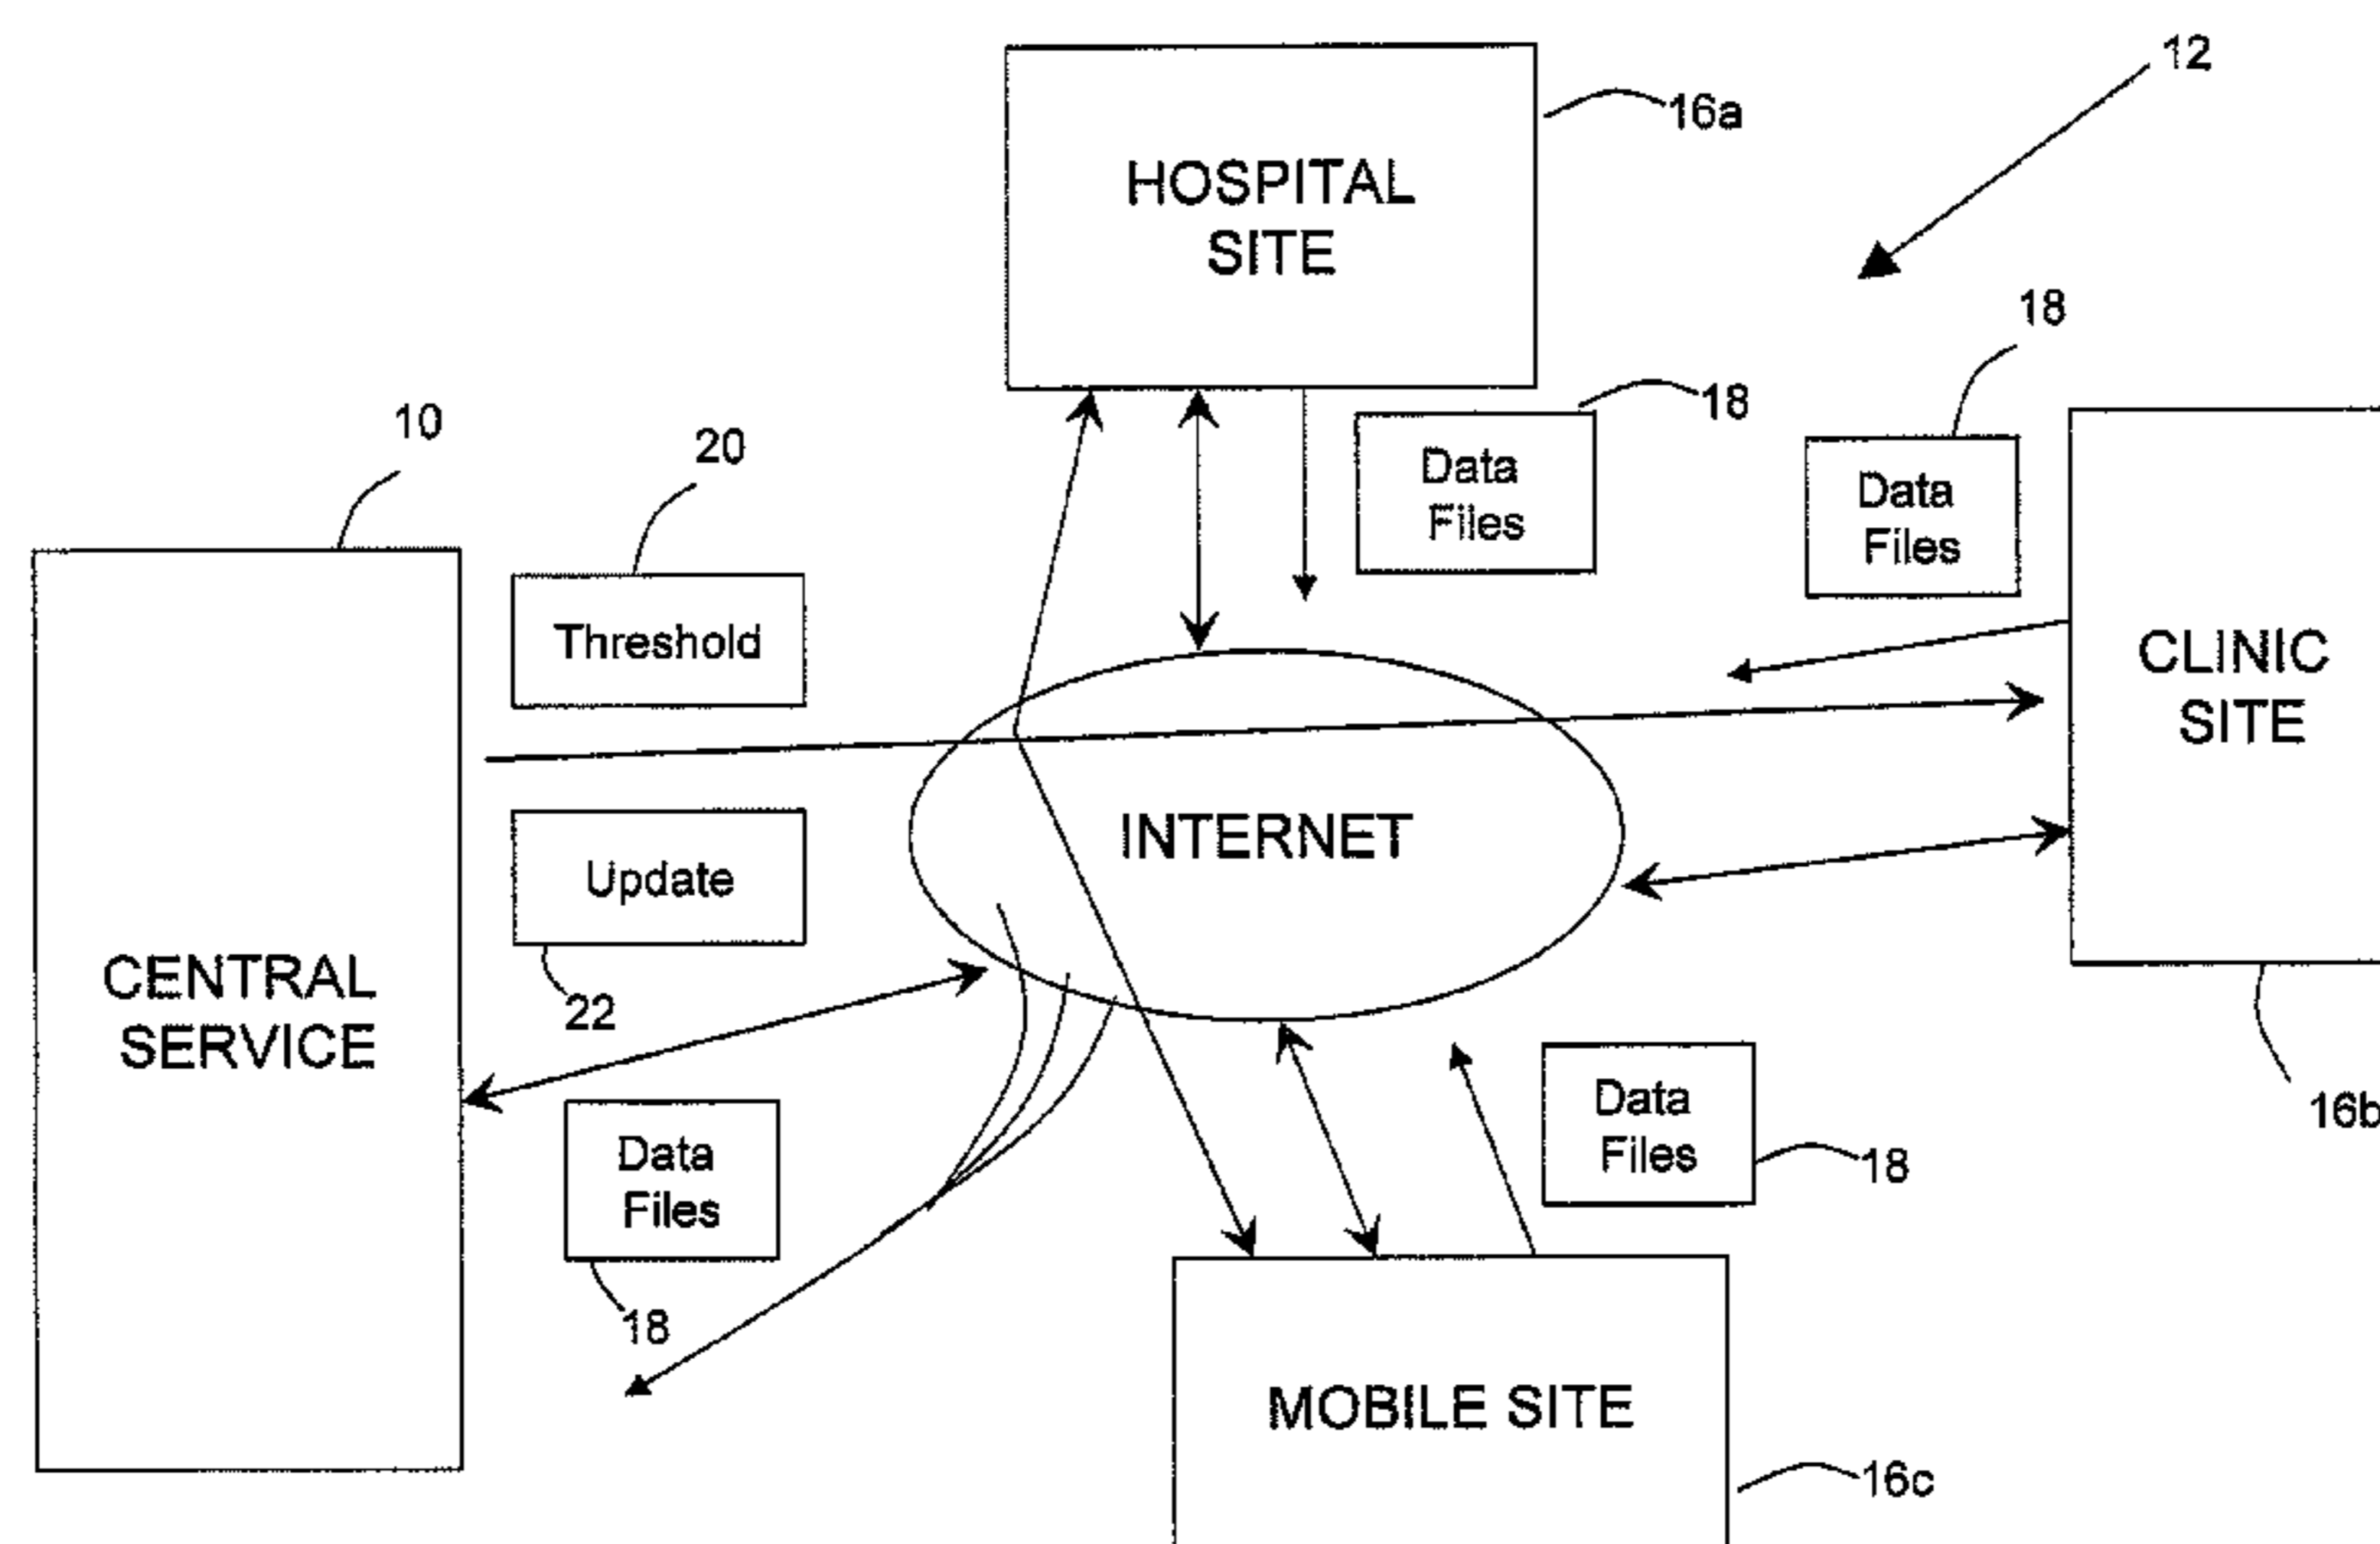 12
16a
HOSPITAL
SITE
18
18
10
20
Data
Files
Data
Files
Threshold
CLINIC
SITE
INTERNET
Update
CENTRAL
SERVICE
22
Data
Files
16b
Data
Files
18
18
MOBILE SITE
16c